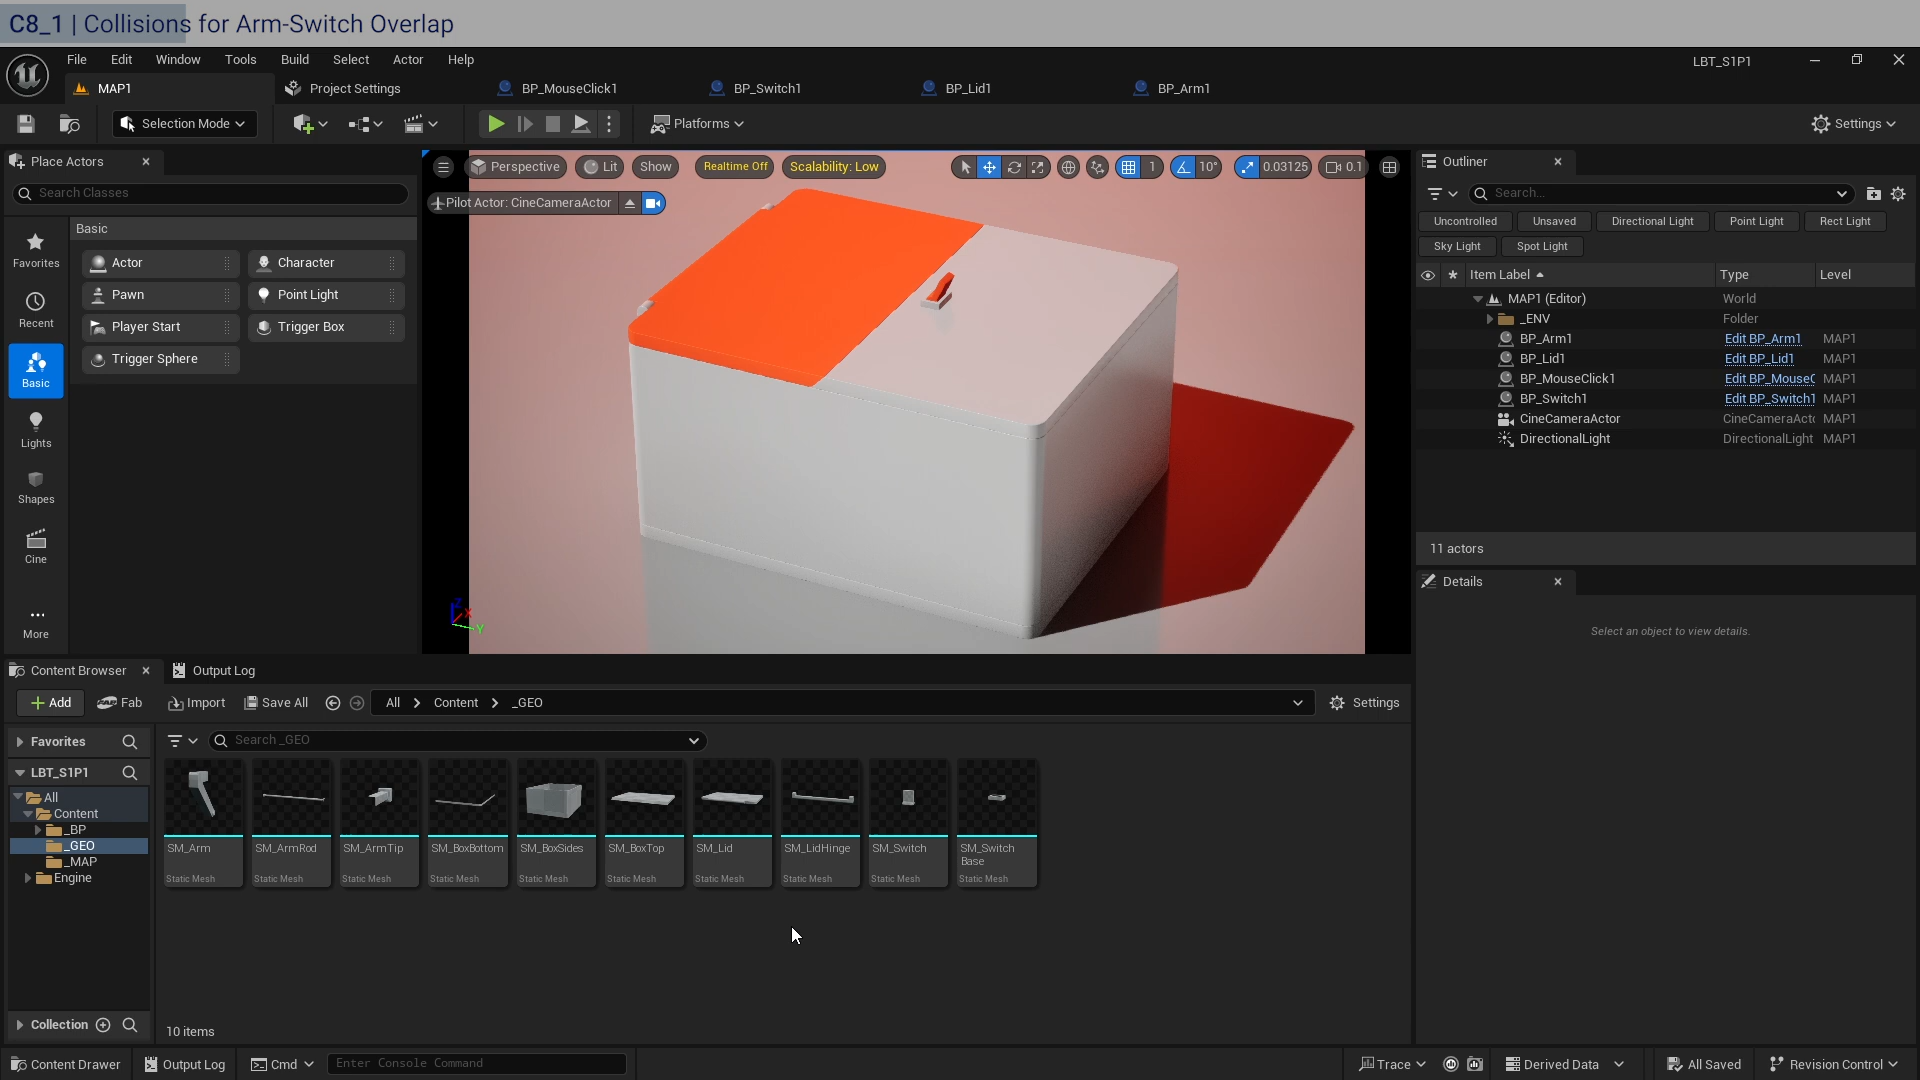 C8_1 | Collisions for Arm-Switch Overlap
File Edit Window Tools Build Select Actor Help
LBT_S1P1
MAP1
Project Settings
BP_MouseClick1
BP_Switch1
BP_Lid1
BP_Arm1
Selection Mode
Platforms
Settings
Place Actors
Search Classes
Basic
Favorites
Recent
Basic
Lights
Shapes
Cine
More
Actor
Character
Pawn
Point Light
Player Start
Trigger Box
Trigger Sphere
Perspective
Lit
Show
Realtime Off
Scalability: Low
1
10°
0.03125
0.1
Pilot Actor: CineCameraActor
Z
X
Y
Outliner
Search...
Uncontrolled
Unsaved
Directional Light
Point Light
Rect Light
Sky Light
Spot Light
Item Label Type Level
MAP1 (Editor) World
_ENV Folder
BP_Arm1 Edit BP_Arm1 MAP1
BP_Lid1 Edit BP_Lid1 MAP1
BP_MouseClick1 Edit BP_MouseC MAP1
BP_Switch1 Edit BP_Switch1 MAP1
CineCameraActor CineCameraActo MAP1
DirectionalLight DirectionalLight MAP1
11 actors
Details
Select an object to view details.
Content Browser
Output Log
Add
Fab
Import
Save All
All
Content
_GEO
Settings
Favorites
Search _GEO
LBT_S1P1
All
Content
_BP
_GEO
_MAP
Engine
Collection
SM_Arm
Static Mesh
SM_ArmRod
Static Mesh
SM_ArmTip
Static Mesh
SM_BoxBottom
Static Mesh
SM_BoxSides
Static Mesh
SM_BoxTop
Static Mesh
SM_Lid
Static Mesh
SM_LidHinge
Static Mesh
SM_Switch
Static Mesh
SM_Switch
Base
Static Mesh
10 items
Content Drawer
Output Log
Cmd
Enter Console Command
Trace
Derived Data
All Saved
Revision Control